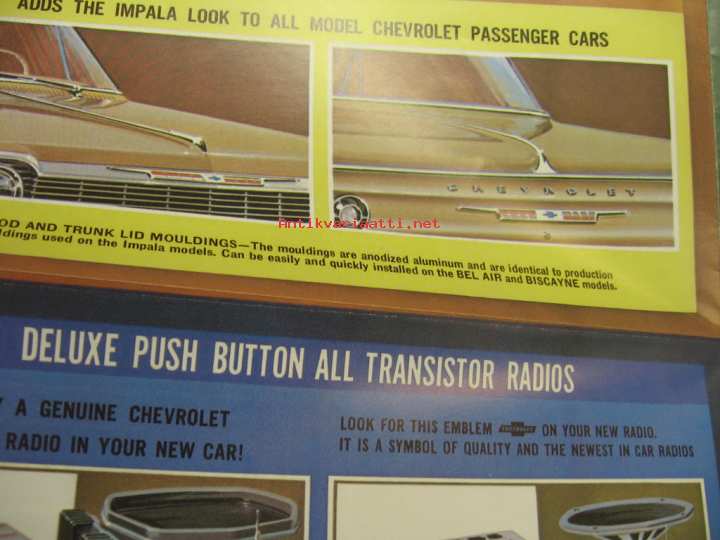 ADDS THE IMPALA LOOK TO ALL MODEL CHEVROLET PASSENGER CARS
CHEVROLET
Antikvariaatti.net
AND TRUNK LID MOULDINGS—The mouldings are anodized aluminum and are identical to production
used on the Impala models. Can be easily and quickly installed on the BEL AIR and BISCAYNE models.
DELUXE PUSH BUTTON ALL TRANSISTOR RADIOS
A GENUINE CHEVROLET
RADIO IN YOUR NEW CAR!
LOOK FOR THIS EMBLEM CHEVROLET ON YOUR NEW RADIO.
IT IS A SYMBOL OF QUALITY AND THE NEWEST IN CAR RADIOS